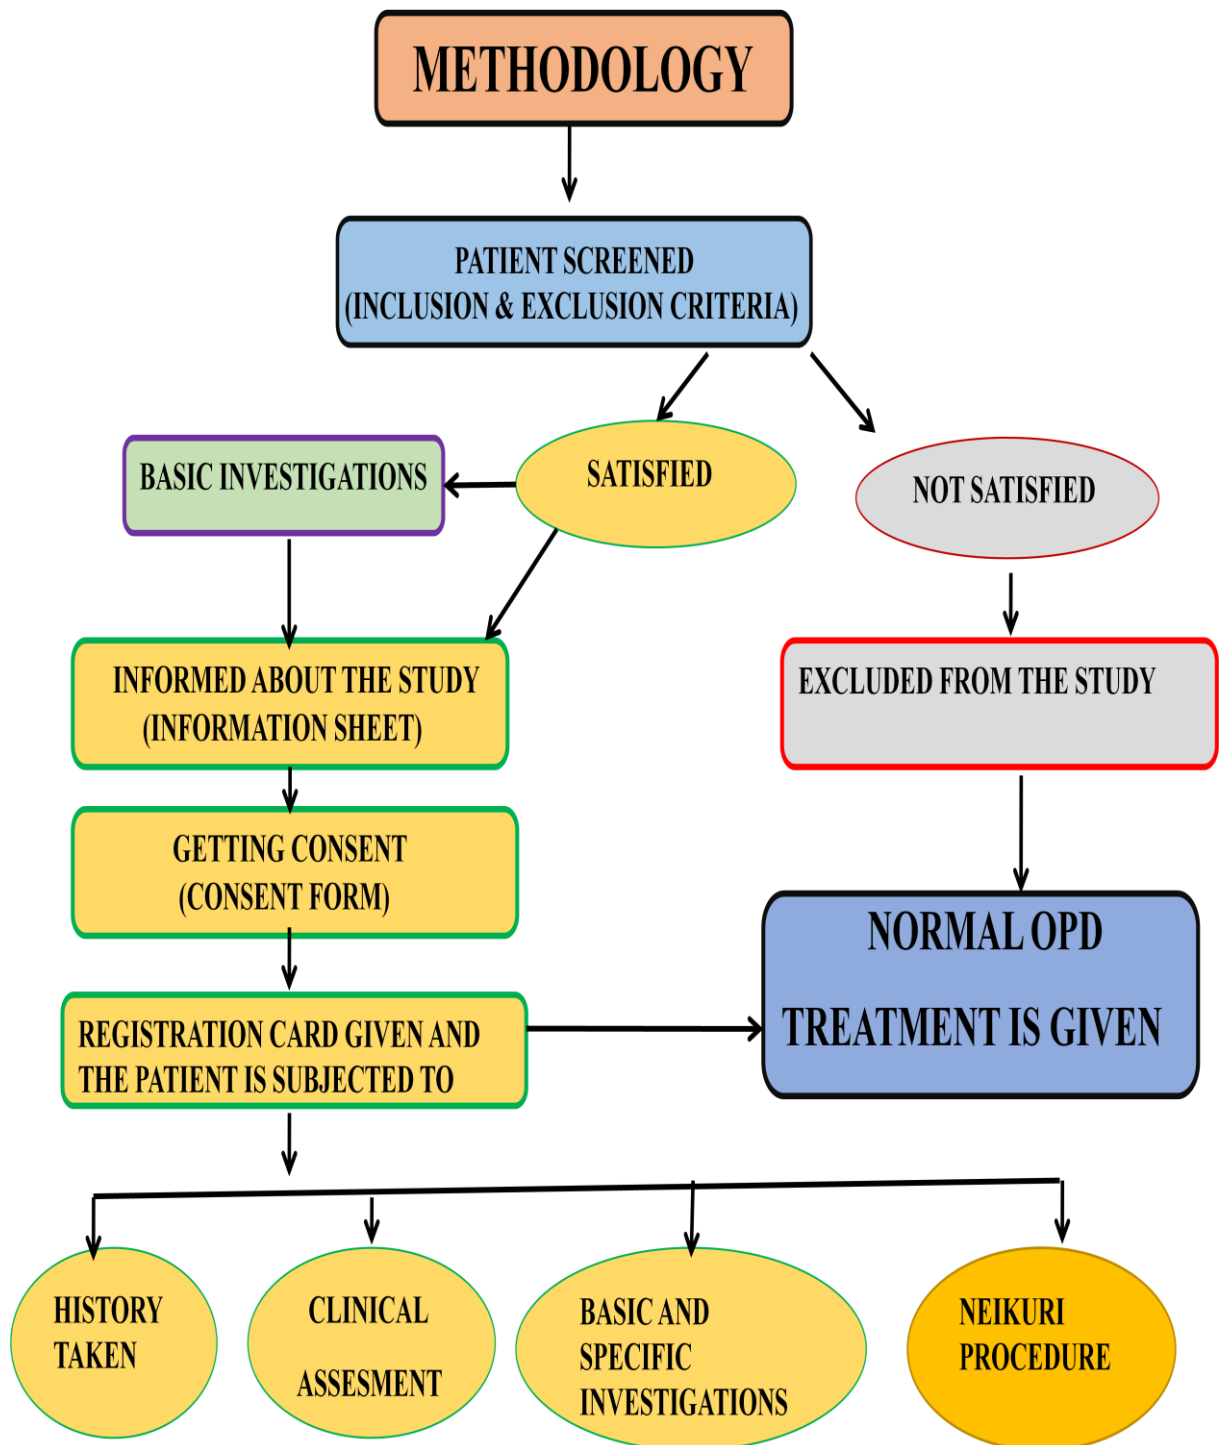 METHODOLOGY
PATIENT SCREENED
(INCLUSION & EXCLUSION CRITERIA)
BASIC INVESTIGATIONS
SATISFIED
NOT SATISFIED
INFORMED ABOUT THE STUDY
(INFORMATION SHEET)
EXCLUDED FROM THE STUDY
GETTING CONSENT
(CONSENT FORM)
NORMAL OPD
TREATMENT IS GIVEN
REGISTRATION CARD GIVEN AND
THE PATIENT IS SUBJECTED TO
HISTORY
TAKEN
CLINICAL
ASSESMENT
BASIC AND
SPECIFIC
INVESTIGATIONS
NEIKURI
PROCEDURE